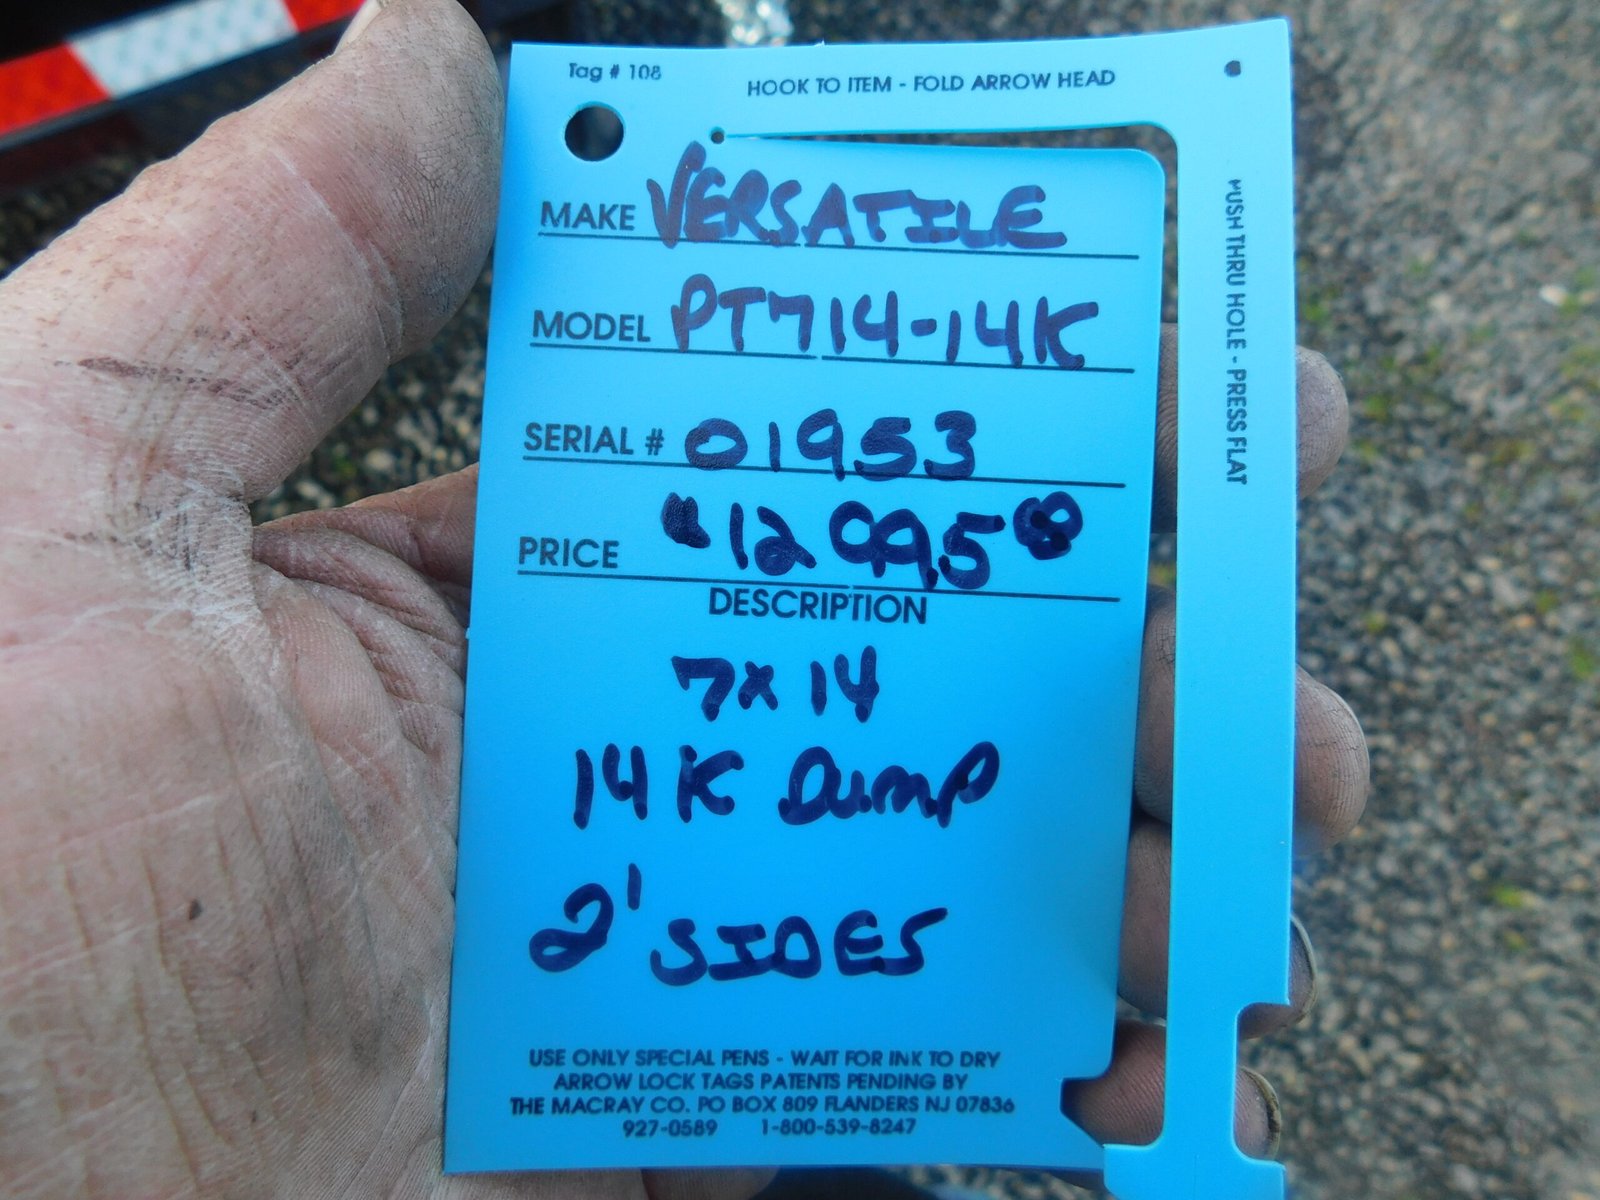 Tag # 108
HOOK TO ITEM - FOLD ARROW HEAD
MAKE VERSATILE
MODEL PT714-14K
SERIAL # 01953
PRICE 12995
DESCRIPTION
7x14
14K Dump
2' SIDES
USE ONLY SPECIAL PENS - WAIT FOR INK TO DRY
ARROW LOCK TAGS PATENTS PENDING BY
THE MACRAY CO. PO BOX 809 FLANDERS NJ 07836
927-0589 1-800-539-8247
PUSH THRU HOLE - PRESS FLAT